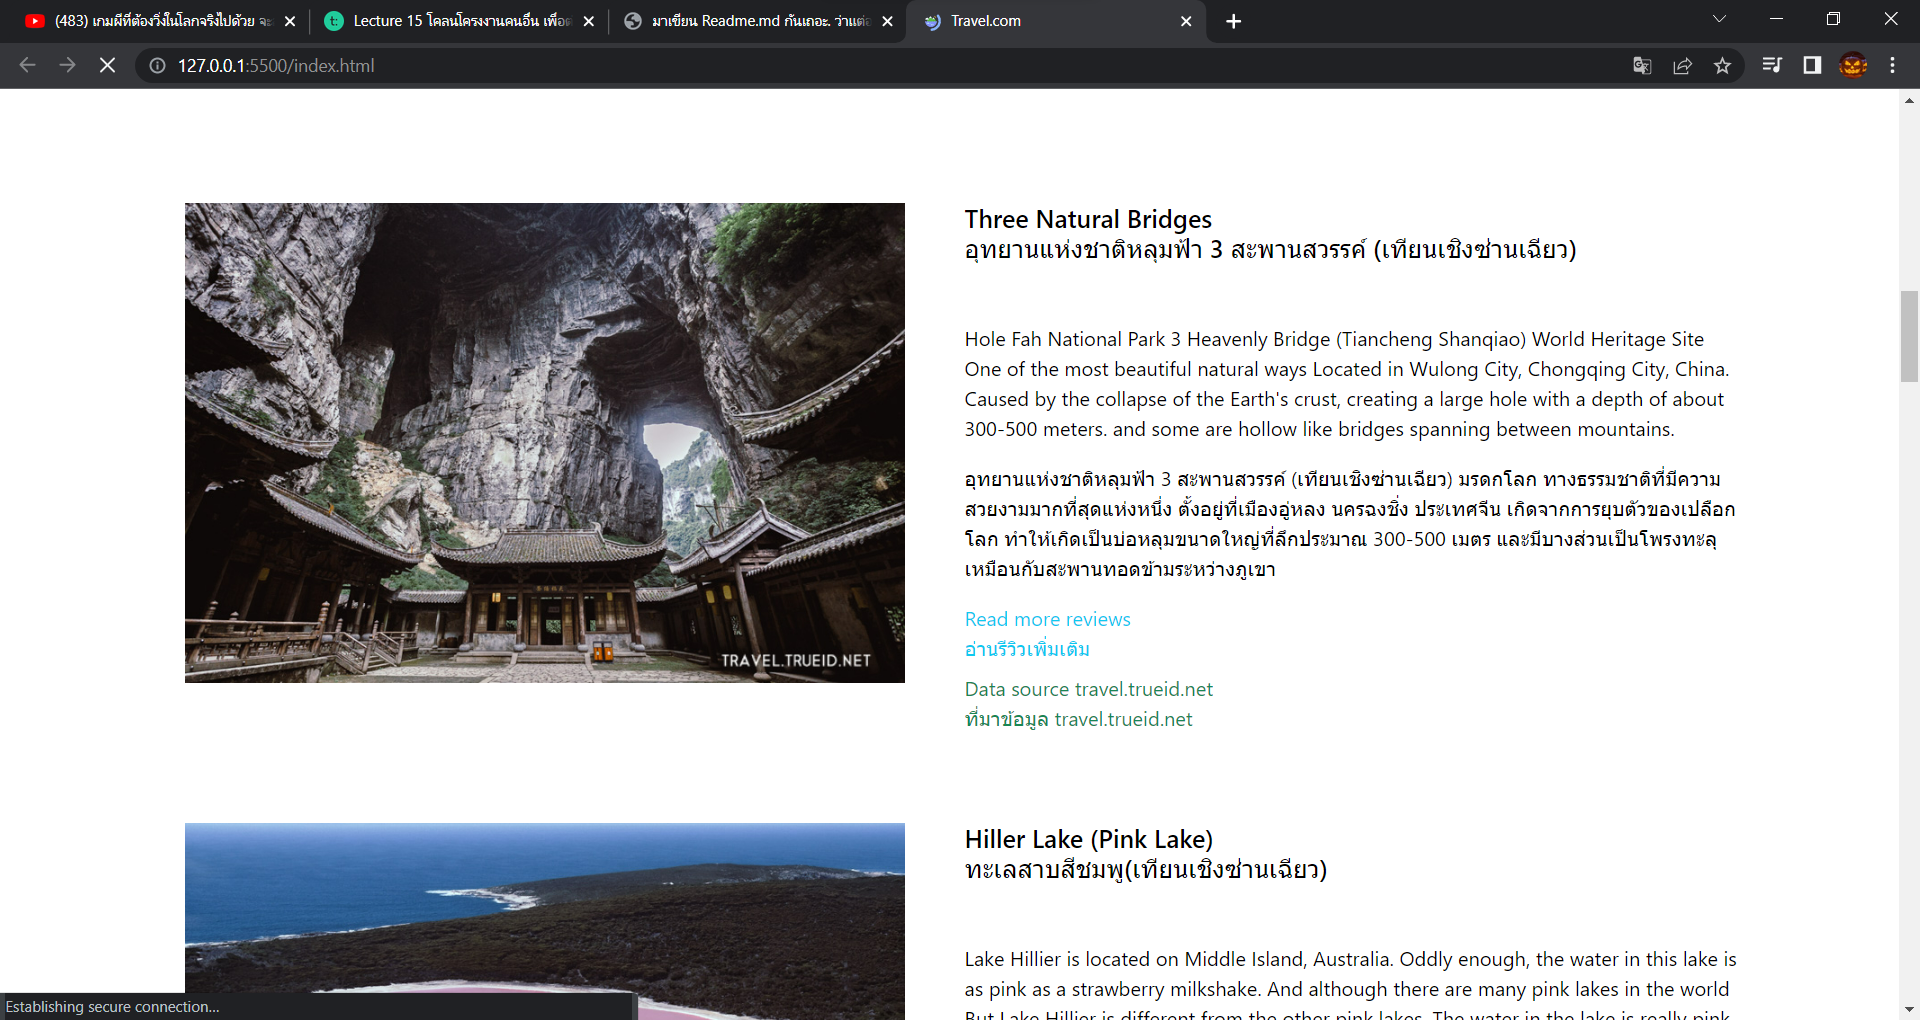 (483) เกมผีที่ต้องวิ่งในโลกจริงไปด้วย จะ
Lecture 15 โคลนโครงงานคนอื่น เพื่อ
มาเขียน Readme.md กันเถอะ. ว่าแต่
Travel.com
127.0.0.1:5500/index.html
Three Natural Bridges
อุทยานแห่งชาติหลุมฟ้า 3 สะพานสวรรค์ (เทียนเชิงซ่านเฉียว)
Hole Fah National Park 3 Heavenly Bridge (Tiancheng Shanqiao) World Heritage Site
One of the most beautiful natural ways Located in Wulong City, Chongqing City, China.
Caused by the collapse of the Earth's crust, creating a large hole with a depth of about
300-500 meters. and some are hollow like bridges spanning between mountains.
อุทยานแห่งชาติหลุมฟ้า 3 สะพานสวรรค์ (เทียนเชิงซ่านเฉียว) มรดกโลก ทางธรรมชาติที่มีความ
สวยงามมากที่สุดแห่งหนึ่ง ตั้งอยู่ที่เมืองอู่หลง นครฉงชิ่ง ประเทศจีน เกิดจากการยุบตัวของเปลือก
โลก ทำให้เกิดเป็นบ่อหลุมขนาดใหญ่ที่ลึกประมาณ 300-500 เมตร และมีบางส่วนเป็นโพรงทะลุ
เหมือนกับสะพานทอดข้ามระหว่างภูเขา
Read more reviews
อ่านรีวิวเพิ่มเติม
Data source travel.trueid.net
ที่มาข้อมูล travel.trueid.net
TRAVEL.TRUEID.NET
Hiller Lake (Pink Lake)
ทะเลสาบสีชมพู(เทียนเชิงซ่านเฉียว)
Lake Hillier is located on Middle Island, Australia. Oddly enough, the water in this lake is
as pink as a strawberry milkshake. And although there are many pink lakes in the world
But Lake Hillier is different from the other pink lakes. The water in the lake is really pink
Establishing secure connection...